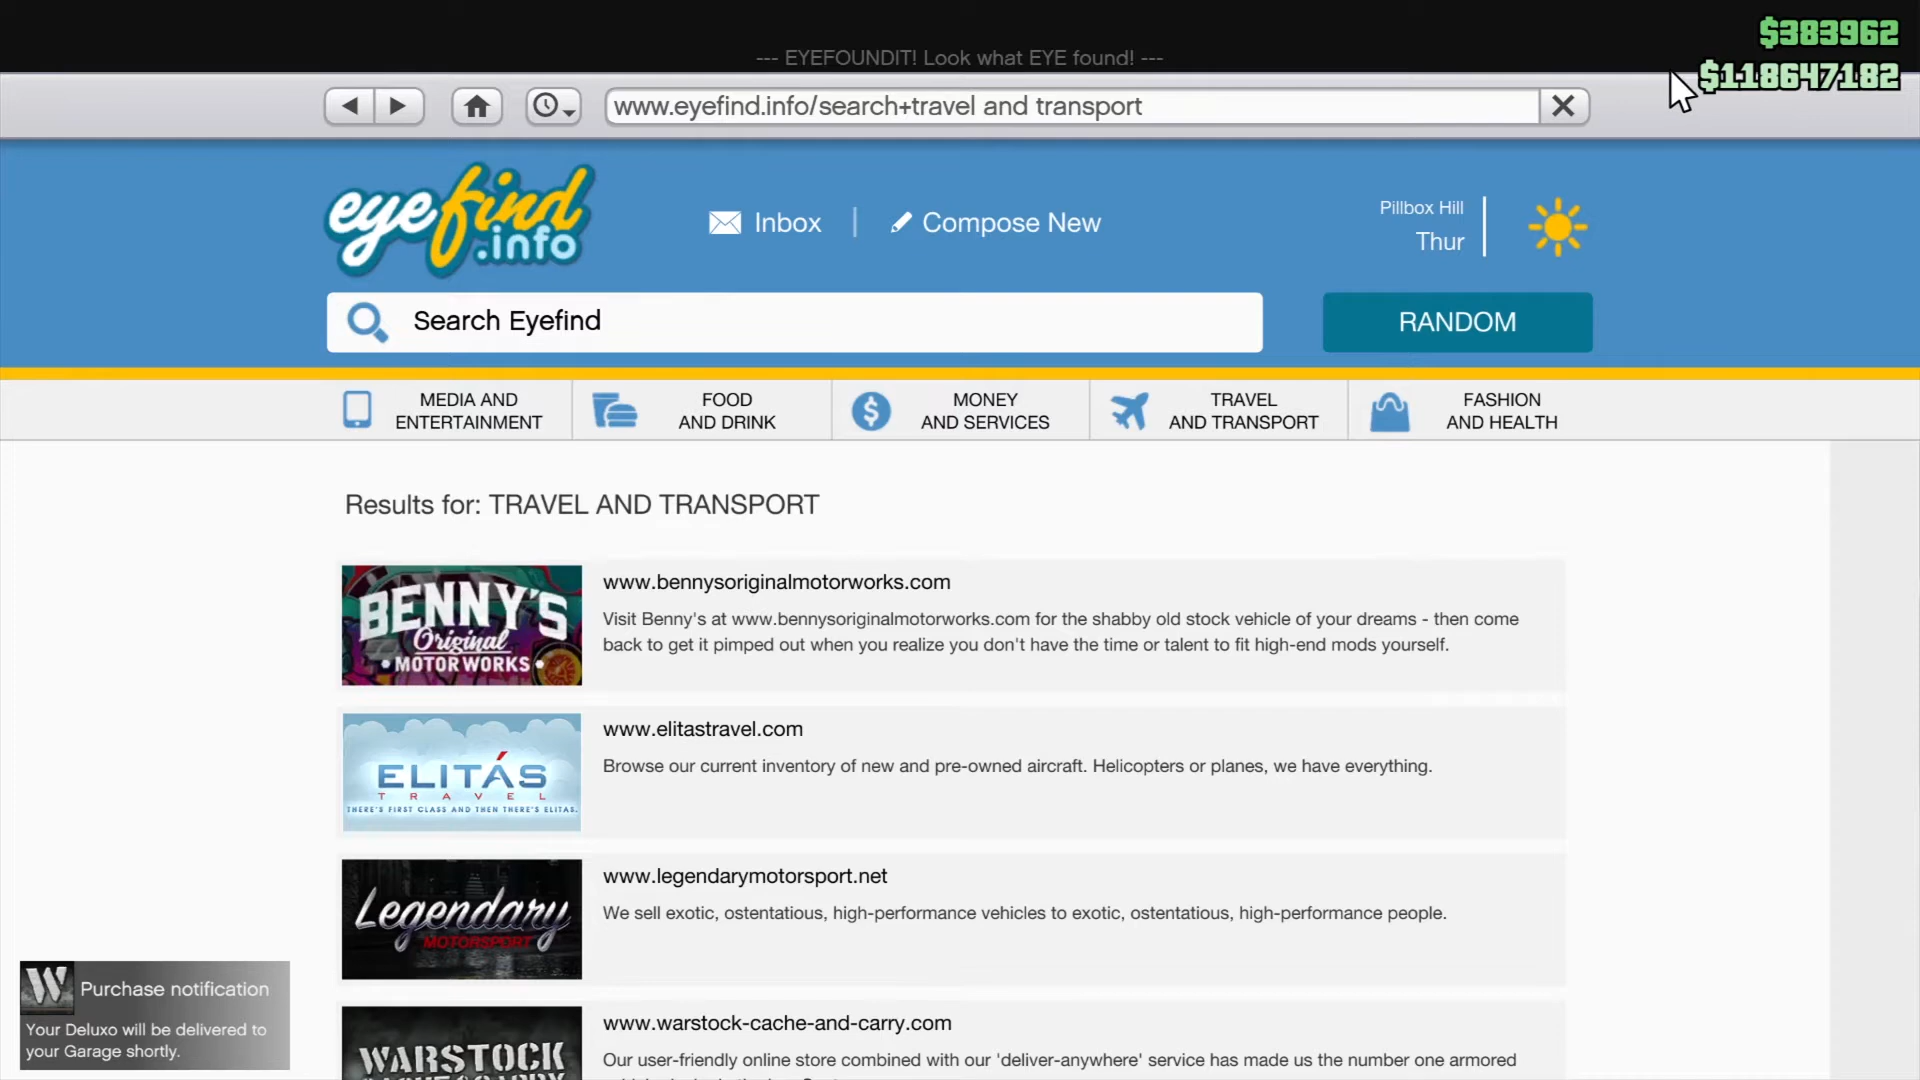 $383962
--- EYEFOUNDIT! Look what EYE found! ---
$118647182
www.eyefind.info/search+travel and transport
eyefind
.info
Inbox
Compose New
Pillbox Hill
Thur
Search Eyefind
RANDOM
MEDIA AND
ENTERTAINMENT
FOOD
AND DRINK
MONEY
AND SERVICES
TRAVEL
AND TRANSPORT
FASHION
AND HEALTH
Results for: TRAVEL AND TRANSPORT
BENNY'S
Original
MOTOR WORKS
www.bennysoriginalmotorworks.com
Visit Benny's at www.bennysoriginalmotorworks.com for the shabby old stock vehicle of your dreams - then come
back to get it pimped out when you realize you don't have the time or talent to fit high-end mods yourself.
ELITÁS
TRAVEL
THERE'S FIRST CLASS AND THEN THERE'S ELITAS.
www.elitastravel.com
Browse our current inventory of new and pre-owned aircraft. Helicopters or planes, we have everything.
Legendary
MOTORSPORT
www.legendarymotorsport.net
We sell exotic, ostentatious, high-performance vehicles to exotic, ostentatious, high-performance people.
WARSTOCK
www.warstock-cache-and-carry.com
Our user-friendly online store combined with our 'deliver-anywhere' service has made us the number one armored
W
Purchase notification
Your Deluxo will be delivered to
your Garage shortly.